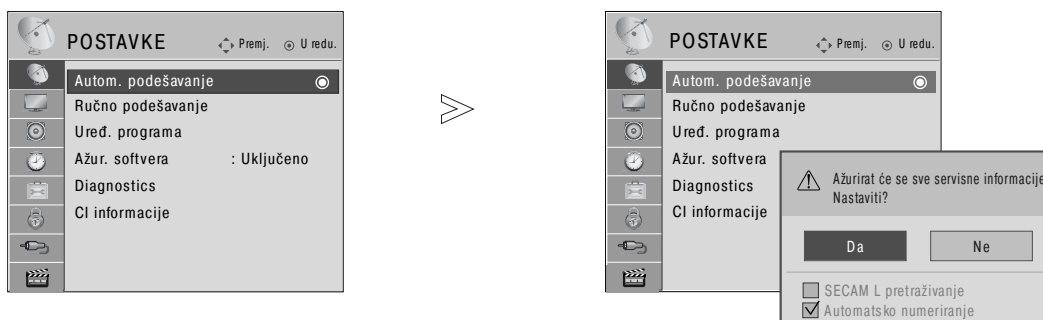 POSTAVKE Premj. U redu.
Autom. podešavanje
Ručno podešavanje
Uređ. programa
Ažur. softvera : Uključeno
Diagnostics
CI informacije
POSTAVKE Premj. U redu.
Autom. podešavanje
Ručno podešavanje
Uređ. programa
Ažur. softvera
Diagnostics
CI informacije
Ažurirat će se sve servisne informacije
Nastaviti?
Da Ne
SECAM L pretraživanje
Automatsko numeriranje